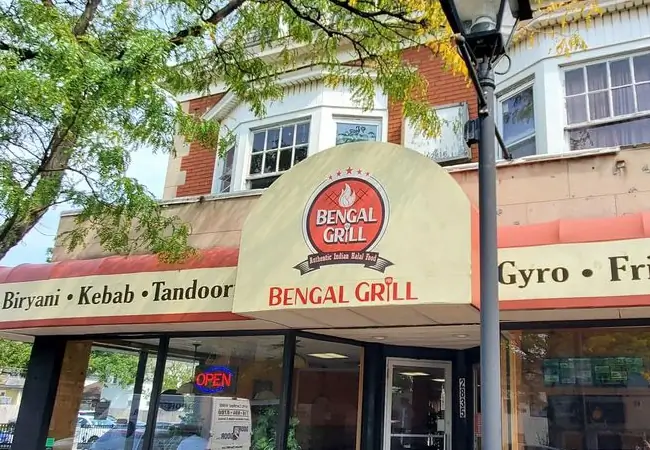 BENGAL
GRILL
Authentic Indian Halal Food
BENGAL GRILL
Biryani • Kebab • Tandoor
Gyro • Fri
OPEN